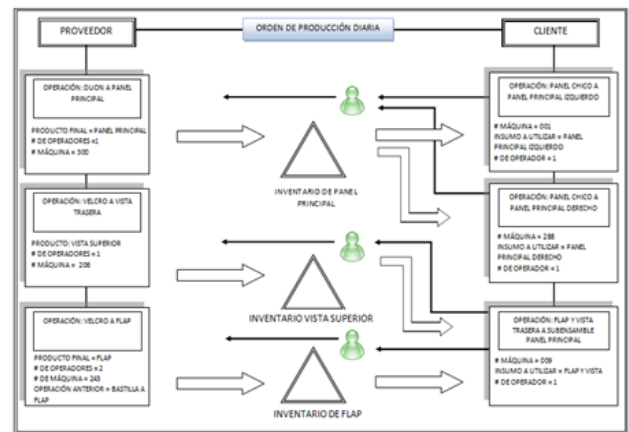 ORDEN DE PRODUCCIÓN DIARIA
PROVEEDOR
CLIENTE
OPERACIÓN: DUON A PANEL
PRINCIPAL
PRODUCTO FINAL = PANEL PRINCIPAL
# DE OPERADORES =1
# MÁQUINA = 300
OPERACIÓN: VELCRO A VISTA
TRASERA
PRODUCTO: VISTA SUPERIOR
# DE OPERADORES = 1
# MÁQUINA = 206
OPERACIÓN: VELCRO A FLAP
PRODUCTO FINAL = FLAP
# DE OPERADORES = 2
# DE MÁQUINA = 243
OPERACIÓN ANTERIOR = BASTILLA A
FLAP
INVENTARIO DE PANEL
PRINCIPAL
INVENTARIO VISTA SUPERIOR
INVENTARIO DE FLAP
OPERACIÓN: PANEL CHICO A
PANEL PRINCIPAL IZQUIERDO
# MÁQUINA = 001
INSUMO A UTILIZAR = PANEL
PRINCIPAL IZQUIERDO
# DE OPERADOR = 1
OPERACIÓN: PANEL CHICO A
PANEL PRINCIPAL DERECHO
# MÁQUINA = 288
INSUMO A UTILIZAR = PANEL
PRINCIPAL DERECHO
# DE OPERADOR = 1
OPERACIÓN: FLAP Y VISTA
TRASERA A SUBENSAMBLE
PANEL PRINCIPAL
# MÁQUINA = 009
INSUMO A UTILIZAR = FLAP Y VISTA
# DE OPERADOR = 1